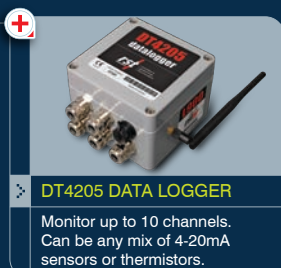 DT4205
datalogger
rst
DT4205 DATA LOGGER
Monitor up to 10 channels.
Can be any mix of 4-20mA
sensors or thermistors.